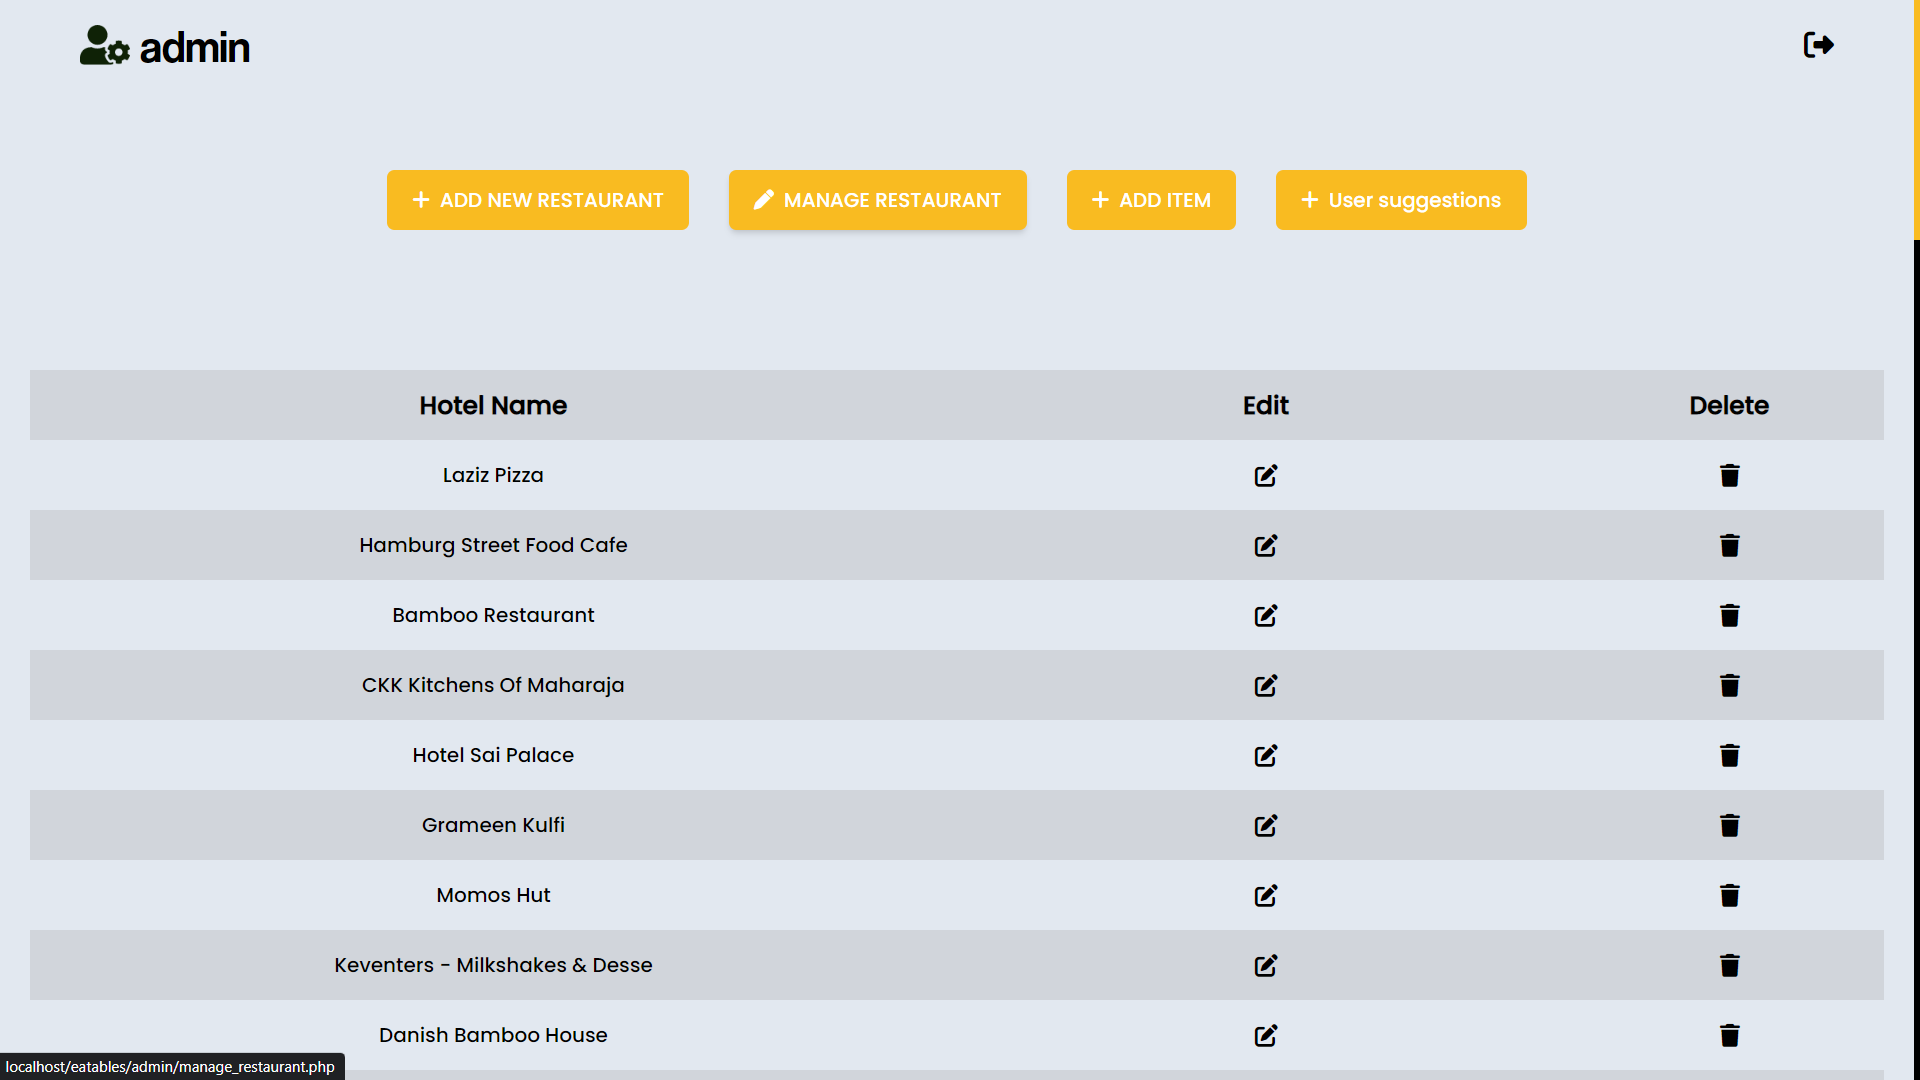 admin
ADD NEW RESTAURANT MANAGE RESTAURANT ADD ITEM User suggestions
Hotel Name Edit Delete
Laziz Pizza
Hamburg Street Food Cafe
Bamboo Restaurant
CKK Kitchens Of Maharaja
Hotel Sai Palace
Grameen Kulfi
Momos Hut
Keventers - Milkshakes & Desse
Danish Bamboo House
localhost/eatables/admin/manage_restaurant.php